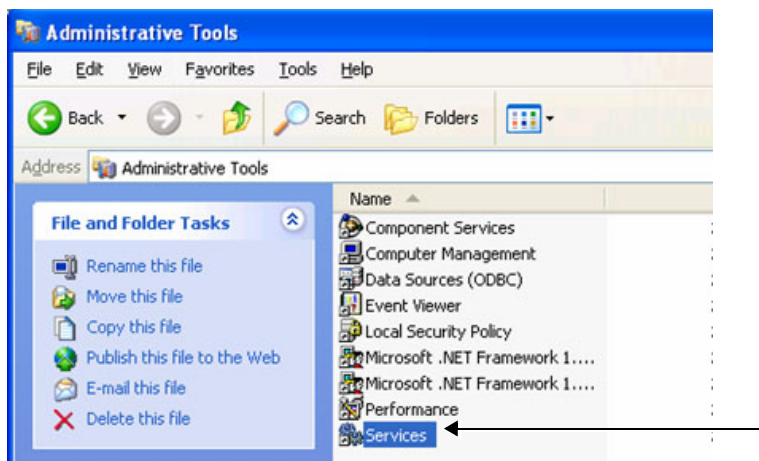 Administrative Tools
File Edit View Favorites Tools Help
Back Search Folders
Address Administrative Tools
Name
File and Folder Tasks
Rename this file
Move this file
Copy this file
Publish this file to the Web
E-mail this file
Delete this file
Component Services
Computer Management
Data Sources (ODBC)
Event Viewer
Local Security Policy
Microsoft .NET Framework 1....
Microsoft .NET Framework 1....
Performance
Services